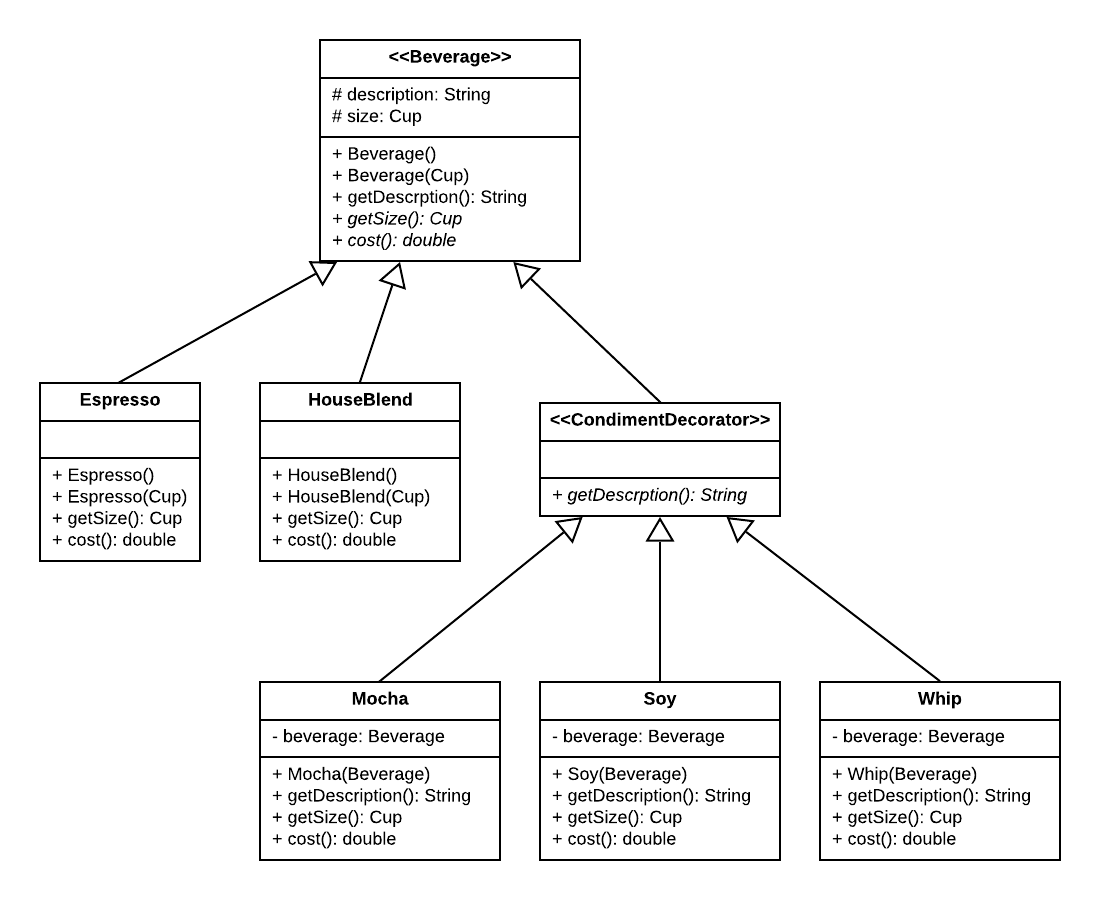 <<Beverage>>
# description: String
# size: Cup
+ Beverage()
+ Beverage(Cup)
+ getDescrption(): String
+ getSize(): Cup
+ cost(): double
Espresso
+ Espresso()
+ Espresso(Cup)
+ getSize(): Cup
+ cost(): double
HouseBlend
+ HouseBlend()
+ HouseBlend(Cup)
+ getSize(): Cup
+ cost(): double
<<CondimentDecorator>>
+ getDescrption(): String
Mocha
- beverage: Beverage
+ Mocha(Beverage)
+ getDescription(): String
+ getSize(): Cup
+ cost(): double
Soy
- beverage: Beverage
+ Soy(Beverage)
+ getDescription(): String
+ getSize(): Cup
+ cost(): double
Whip
- beverage: Beverage
+ Whip(Beverage)
+ getDescription(): String
+ getSize(): Cup
+ cost(): double